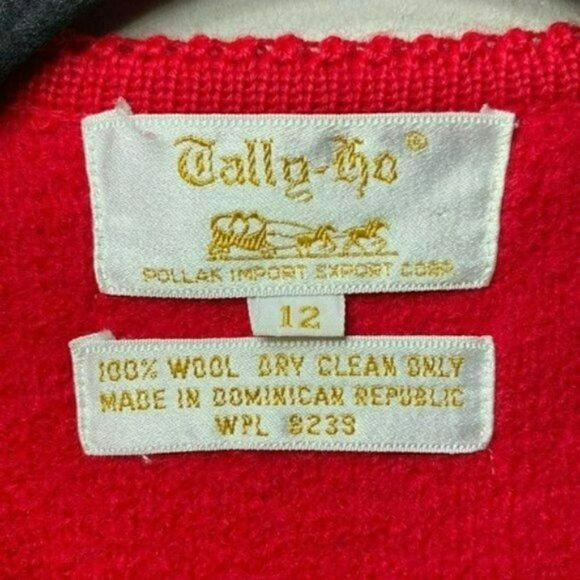 Tally-Ho®
POLLAK IMPORT EXPORT CORP.
12
100% WOOL DRY CLEAN ONLY
MADE IN DOMINICAN REPUBLIC
WPL 9239